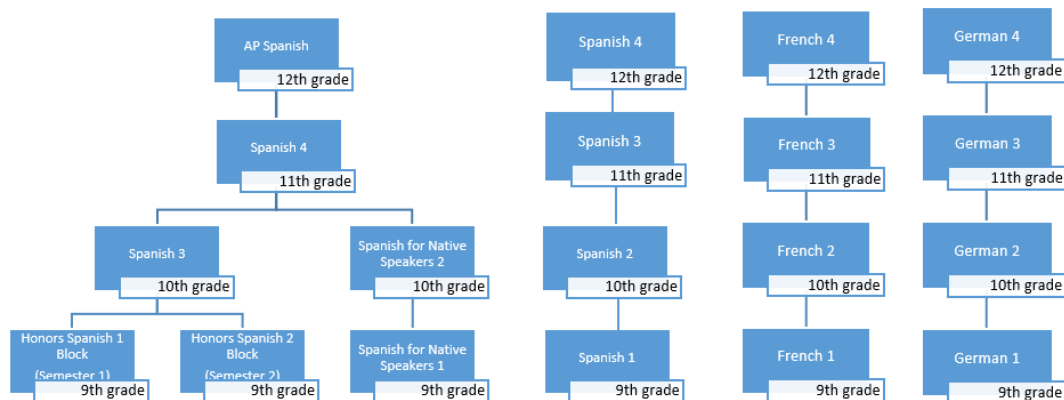 AP Spanish
12th grade
Spanish 4
11th grade
Spanish 3
10th grade
Honors Spanish 1
Block
(Semester 1)
9th grade
Honors Spanish 2
Block
(Semester 2)
9th grade
Spanish for Native
Speakers 2
10th grade
Spanish for Native
Speakers 1
9th grade
Spanish 4
12th grade
Spanish 3
11th grade
Spanish 2
10th grade
Spanish 1
9th grade
French 4
12th grade
French 3
11th grade
French 2
10th grade
French 1
9th grade
German 4
12th grade
German 3
11th grade
German 2
10th grade
German 1
9th grade